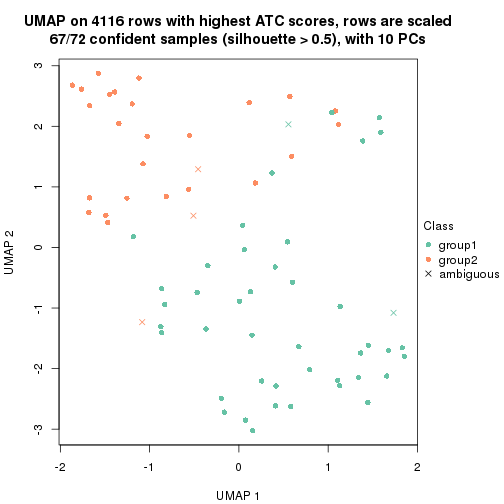 UMAP on 4116 rows with highest ATC scores, rows are scaled
67/72 confident samples (silhouette > 0.5), with 10 PCs
3
2
1
0
-1
-2
-3
UMAP 2
-2
-1
0
1
2
UMAP 1
Class
group1
group2
ambiguous